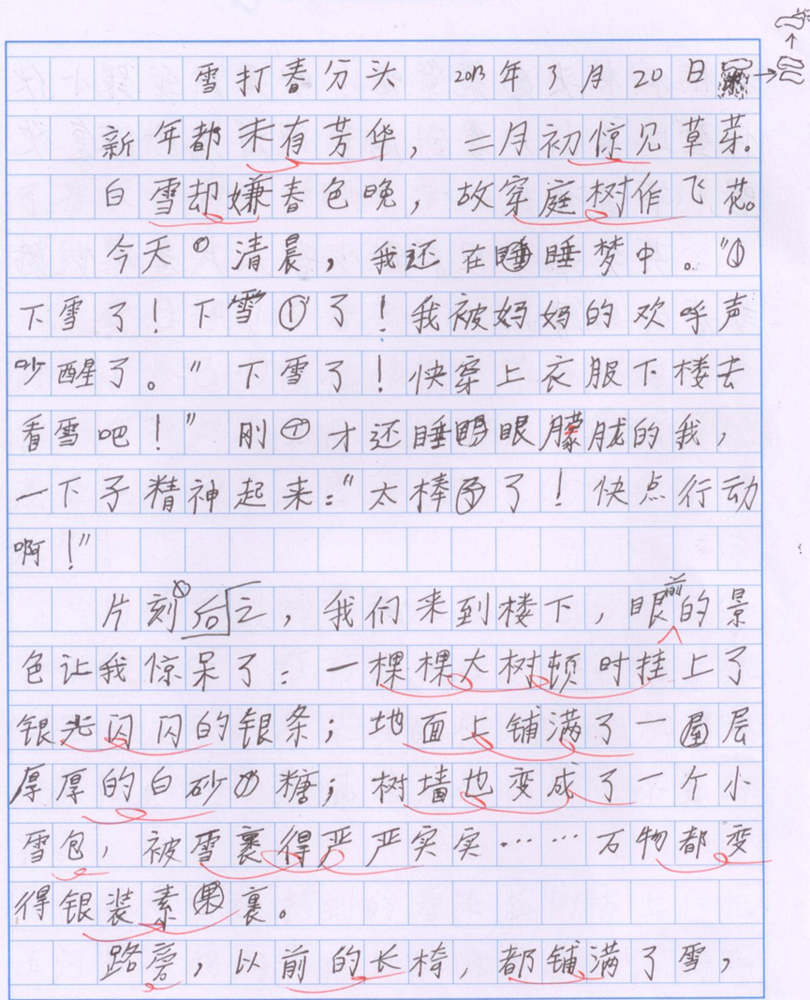 雪打春分头 2013年3月20日
新年都未有芳华，二月初惊见草芽。
白雪却嫌春色晚，故穿庭树作飞花。
今天清晨，我还在睡梦中。"
下雪了！下雪了！我被妈妈的欢呼声
吵醒了。"下雪了！快穿上衣服下楼去
看雪吧！"刚才还睡眼朦胧的我，
一下子精神起来："太棒了！快点行动
啊！"
片刻之后，我们来到楼下，眼前的景
色让我惊呆了：一棵棵大树顿时挂上了
银光闪闪的银条；地面上铺满了一层
厚厚的白砂糖；树墙也变成了一个小
雪包，被雪裹得严严实实……万物都变
得银装素裹。
路旁，以前的长椅，都铺满了雪，